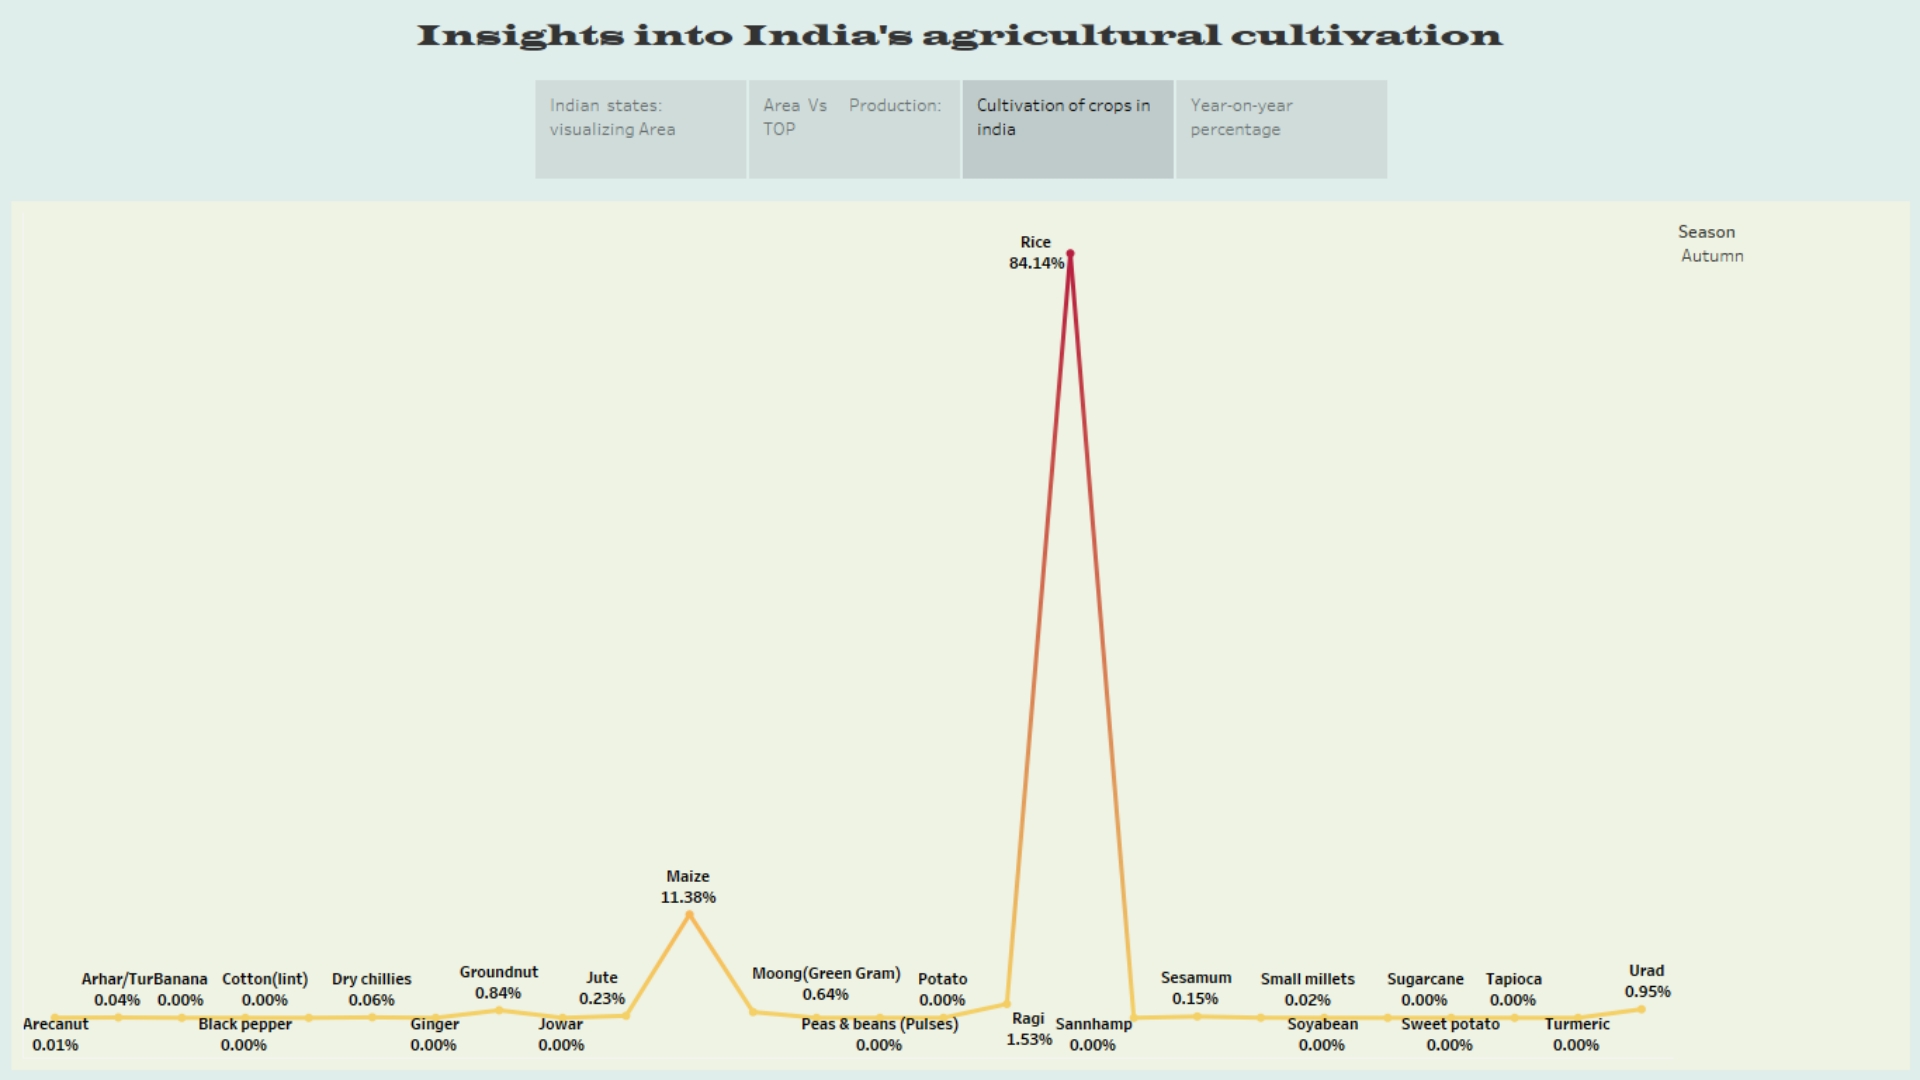 Insights into India's agricultural cultivation
Indian states:
visualizing Area
Area Vs Production:
TOP
Cultivation of crops in
india
Year-on-year
percentage
Season
Autumn
Rice
84.14%
Maize
11.38%
Arhar/Tur
0.04%
Banana
0.00%
Cotton(lint)
0.00%
Dry chillies
0.06%
Groundnut
0.84%
Jute
0.23%
Moong(Green Gram)
0.64%
Potato
0.00%
Sesamum
0.15%
Small millets
0.02%
Sugarcane
0.00%
Tapioca
0.00%
Urad
0.95%
Arecanut
0.01%
Black pepper
0.00%
Ginger
0.00%
Jowar
0.00%
Peas & beans (Pulses)
0.00%
Ragi
1.53%
Sannhamp
0.00%
Soyabean
0.00%
Sweet potato
0.00%
Turmeric
0.00%